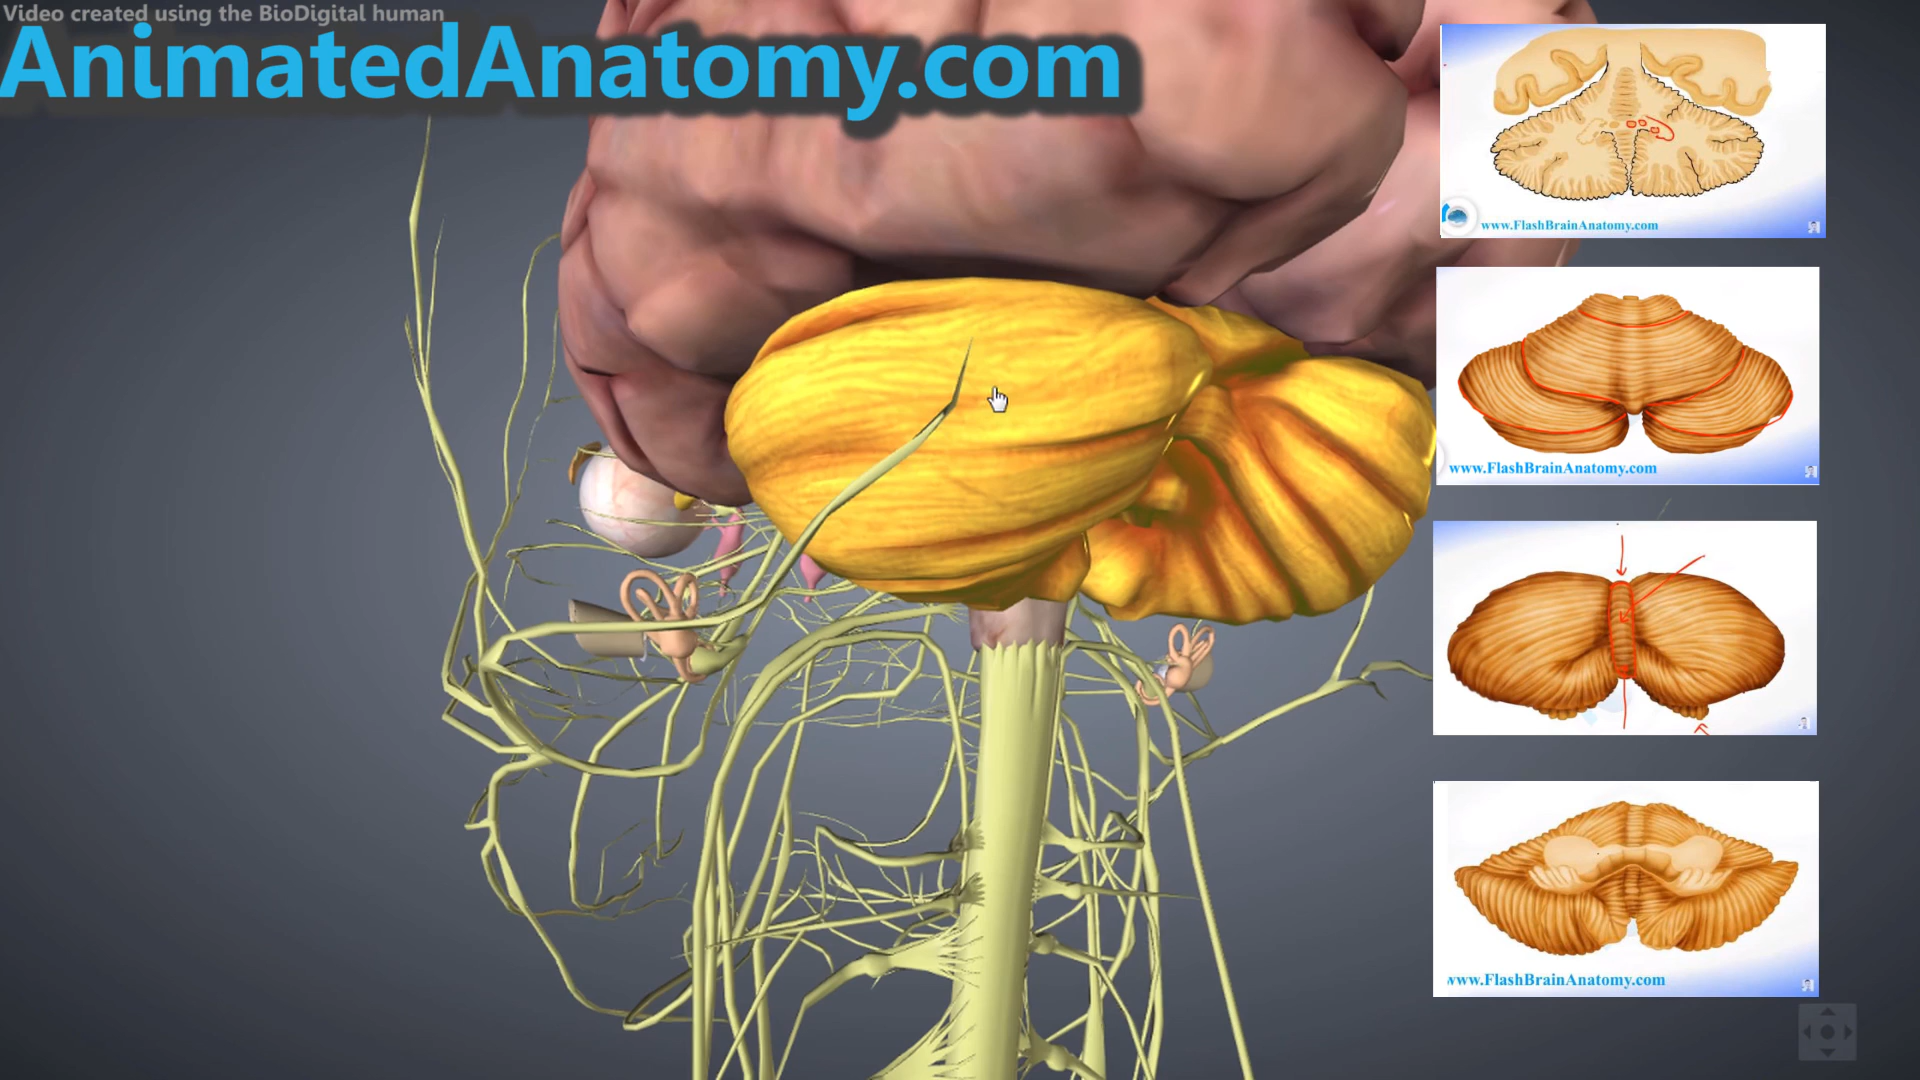 Video created using the BioDigital human
AnimatedAnatomy.com
www.FlashBrainAnatomy.com
www.FlashBrainAnatomy.com
www.FlashBrainAnatomy.com